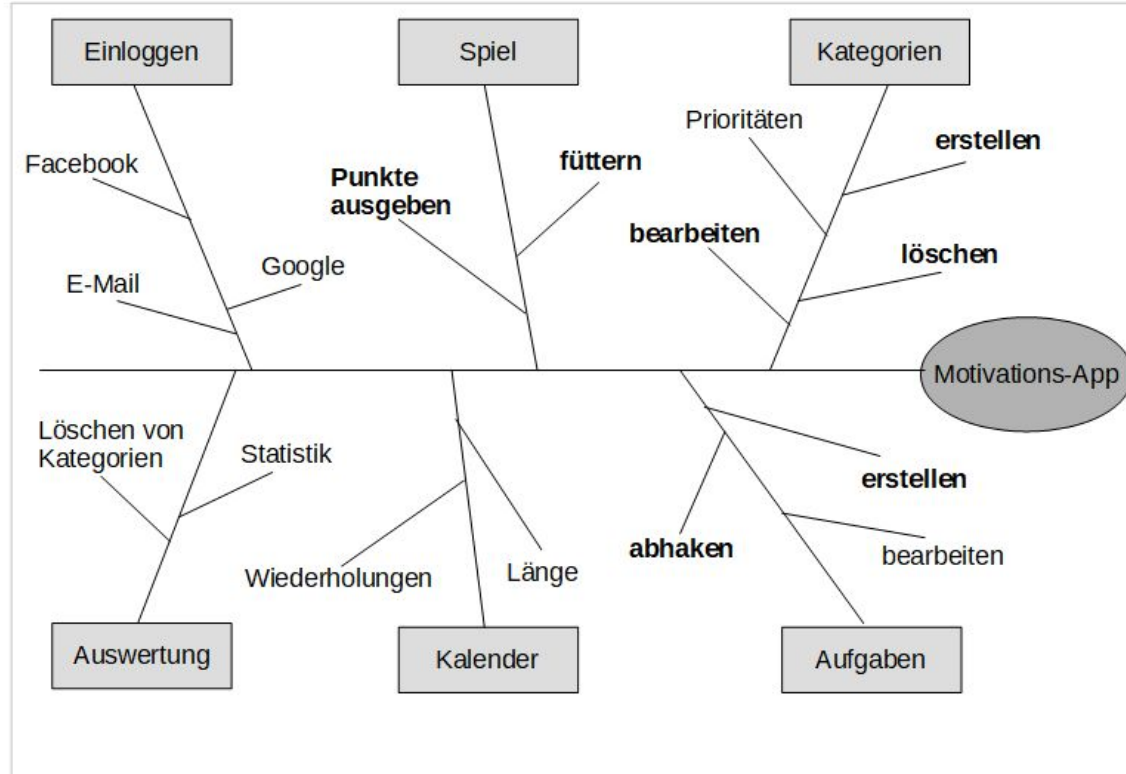 Einloggen
Spiel
Kategorien
Prioritäten
erstellen
Facebook
füttern
Punkte
ausgeben
bearbeiten
löschen
Google
E-Mail
Motivations-App
Löschen von
Kategorien
Statistik
erstellen
abhaken
bearbeiten
Wiederholungen
Länge
Auswertung
Kalender
Aufgaben